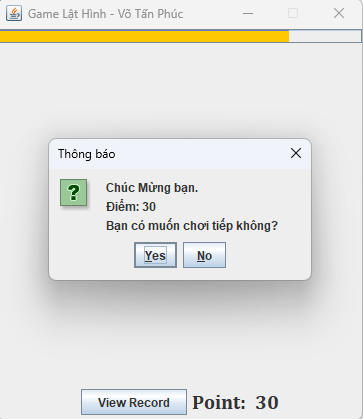 Game Lật Hình - Võ Tấn Phúc
Thông báo
Chúc Mừng bạn.
Điểm: 30
Bạn có muốn chơi tiếp không?
Yes No
View Record Point: 30